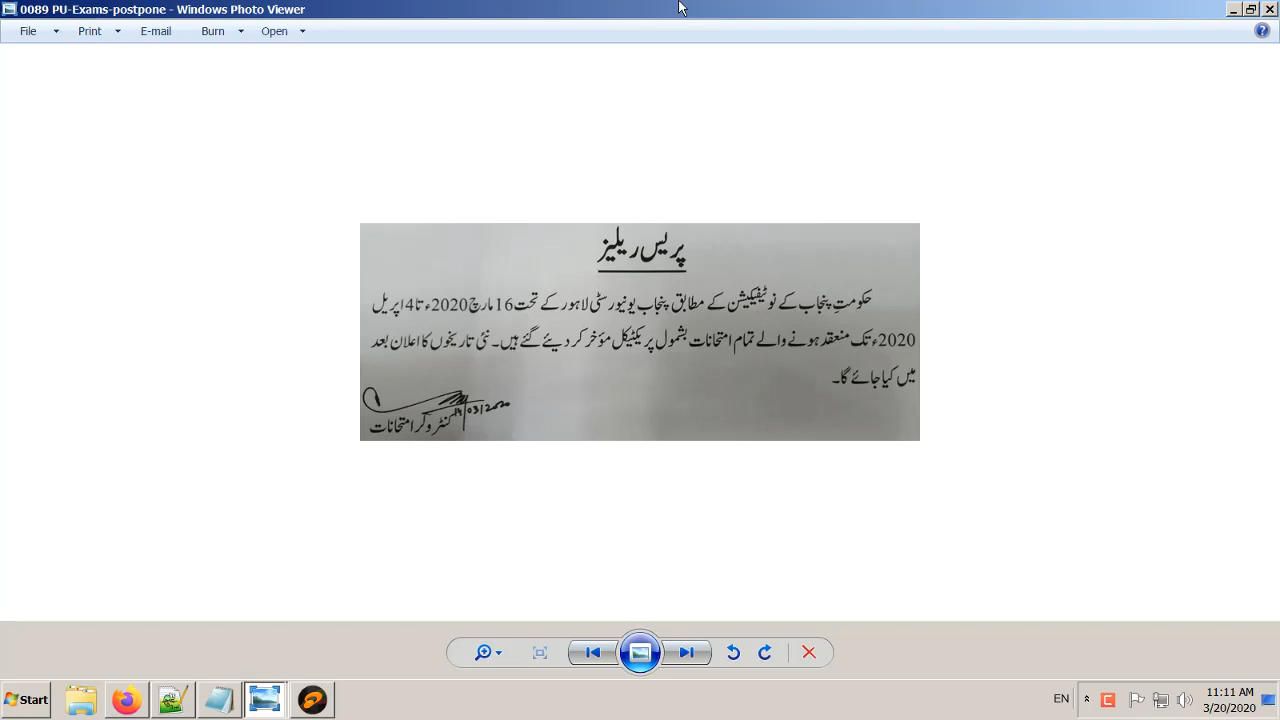 0089 PU-Exams-postpone - Windows Photo Viewer
File Print E-mail Burn Open
پریس ریلیز
حکومتِ پنجاب کے نوٹیفیکیشن کے مطابق پنجاب یونیورسٹی لاہور کے تحت 16 مارچ 2020ء تا 4 اپریل
2020ء تک منعقد ہونے والے تمام امتحانات بشمول پریکٹیکل مؤخر کر دیئے گئے ہیں۔ نئی تاریخوں کا اعلان بعد
میں کیا جائے گا۔
03/2020
کنٹرولر امتحانات
Start
EN
11:11 AM
3/20/2020